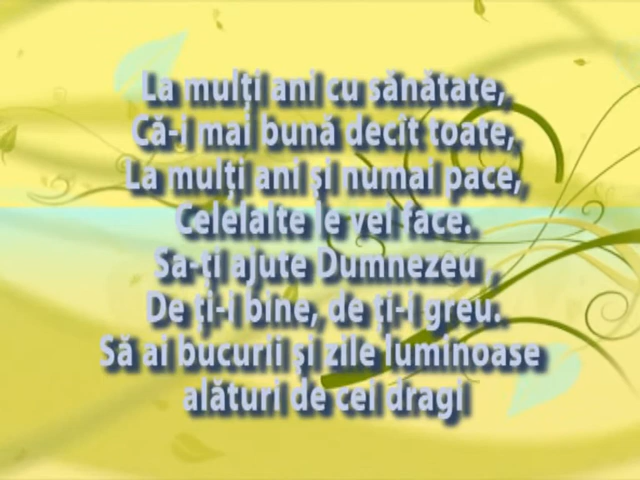 La mulți ani cu sănătate,
Că-i mai bună decît toate,
La mulți ani și numai pace,
Celelalte le vei face.
Sa-ți ajute Dumnezeu ,
De ți-i bine, de ți-i greu.
Să ai bucurii și zile luminoase
alături de cei dragi